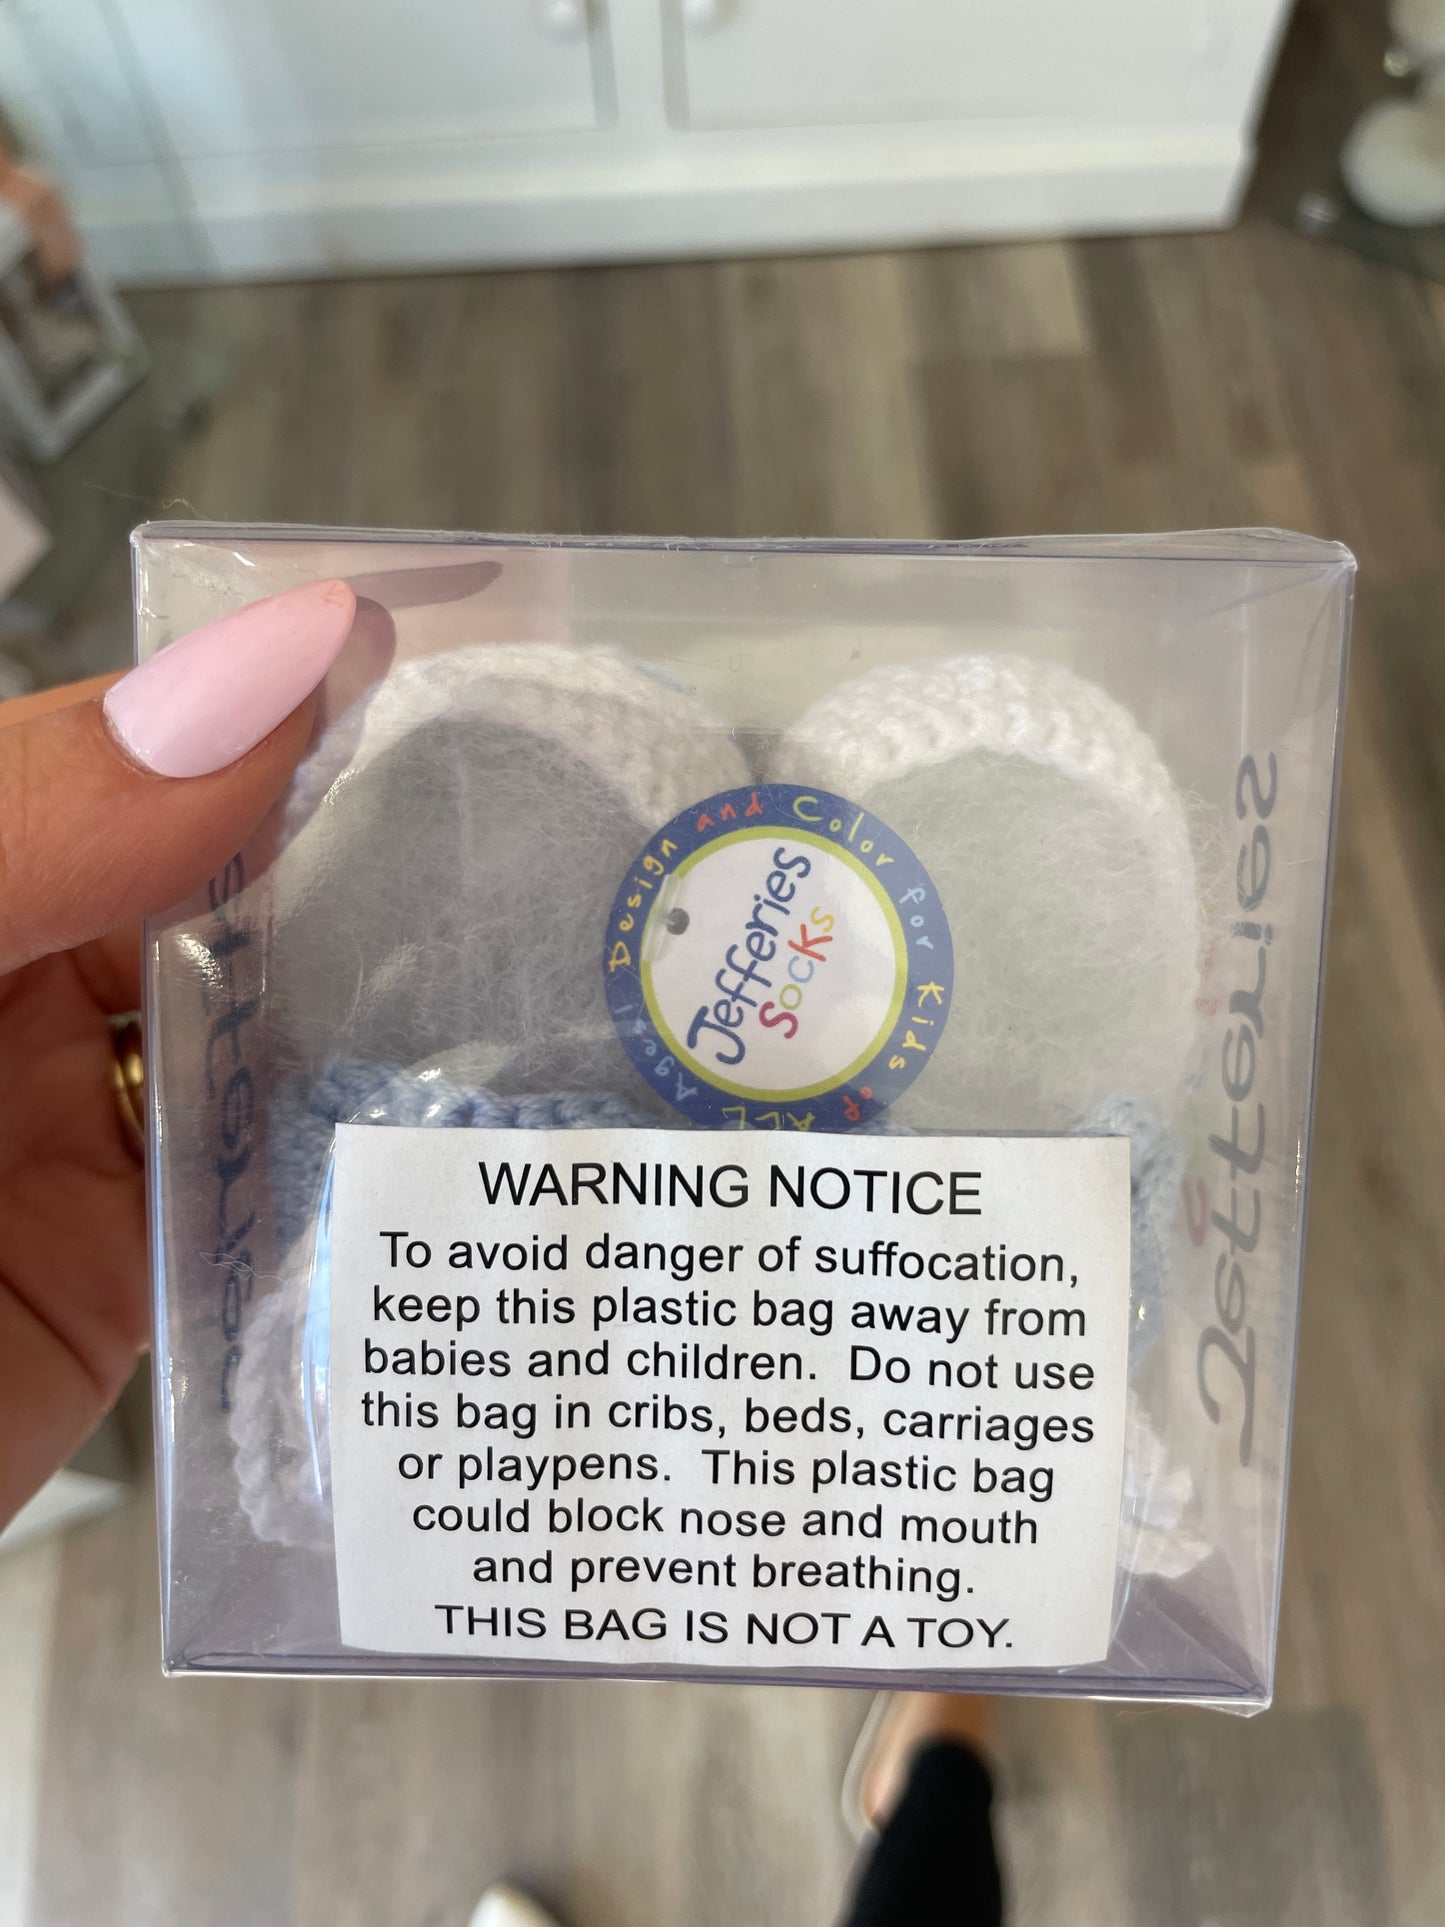 Design and Color for Kids of ALL Ages!
Jefferies
Socks
Jefferies
WARNING NOTICE
To avoid danger of suffocation,
keep this plastic bag away from
babies and children.  Do not use
this bag in cribs, beds, carriages
or playpens.  This plastic bag
could block nose and mouth
and prevent breathing.
THIS BAG IS NOT A TOY.